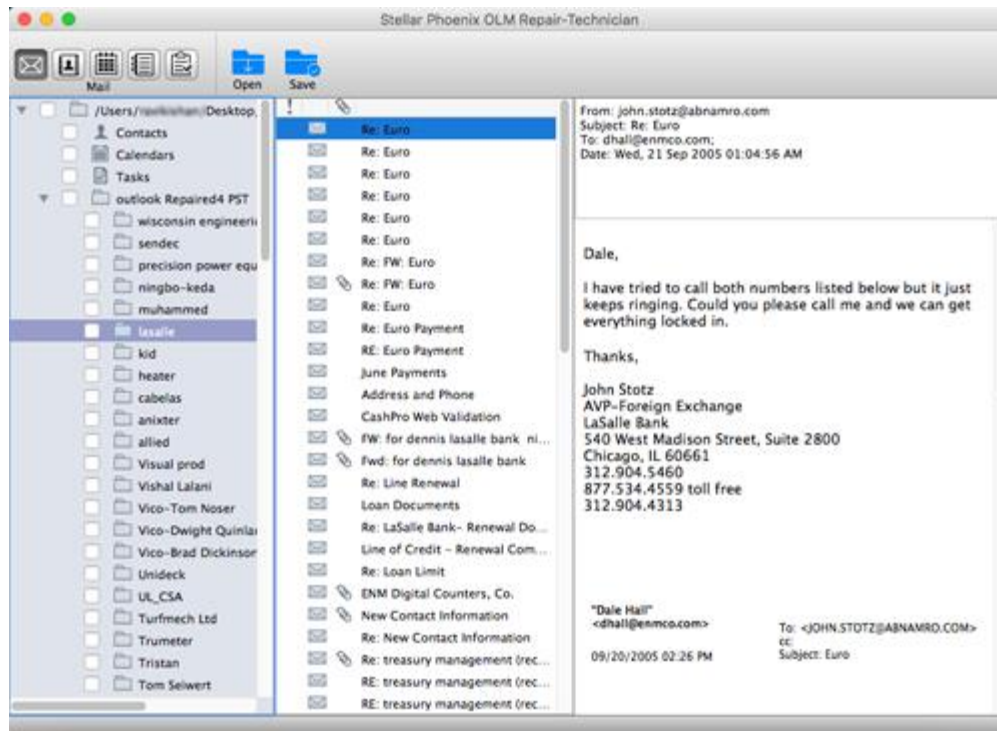 Stellar Phoenix OLM Repair-Technician
Mail
Open
Save
/Users/ Desktop,
Contacts
Calendars
Tasks
outlook Repaired4 PST
wisconsin engineeri
sendec
precision power equ
ningbo-keda
muhammed
lasalle
kid
heater
cabelas
anixter
allied
Visual prod
Vishal Lalani
Vico-Tom Noser
Vico-Dwight Quinla
Vico-Brad Dickinson
Unideck
UL_CSA
Turfmech Ltd
Trumeter
Tristan
Tom Seiwert
!
Re: Euro
Re: Euro
Re: Euro
Re: Euro
Re: Euro
Re: Euro
Re: FW: Euro
Re: FW: Euro
Re: Euro
Re: Euro Payment
RE: Euro Payment
June Payments
Address and Phone
CashPro Web Validation
FW: for dennis lasalle bank ni...
Fwd: for dennis lasalle bank
Re: Line Renewal
Loan Documents
Re: LaSalle Bank- Renewal Do...
Line of Credit - Renewal Com...
Re: Loan Limit
ENM Digital Counters, Co.
New Contact Information
Re: New Contact Information
Re: treasury management (rec...
RE: treasury management (rec...
RE: treasury management (rec...
From: john.stotz@abnamro.com
Subject: Re: Euro
To: dhall@enmco.com;
Date: Wed, 21 Sep 2005 01:04:56 AM
Dale,
I have tried to call both numbers listed below but it just
keeps ringing. Could you please call me and we can get
everything locked in.
Thanks,
John Stotz
AVP-Foreign Exchange
LaSalle Bank
540 West Madison Street, Suite 2800
Chicago, IL 60661
312.904.5460
877.534.4559 toll free
312.904.4313
"Dale Hall"
<dhall@enmco.com>
09/20/2005 02:26 PM
To: <JOHN.STOTZ@ABNAMRO.COM>
cc:
Subject: Euro